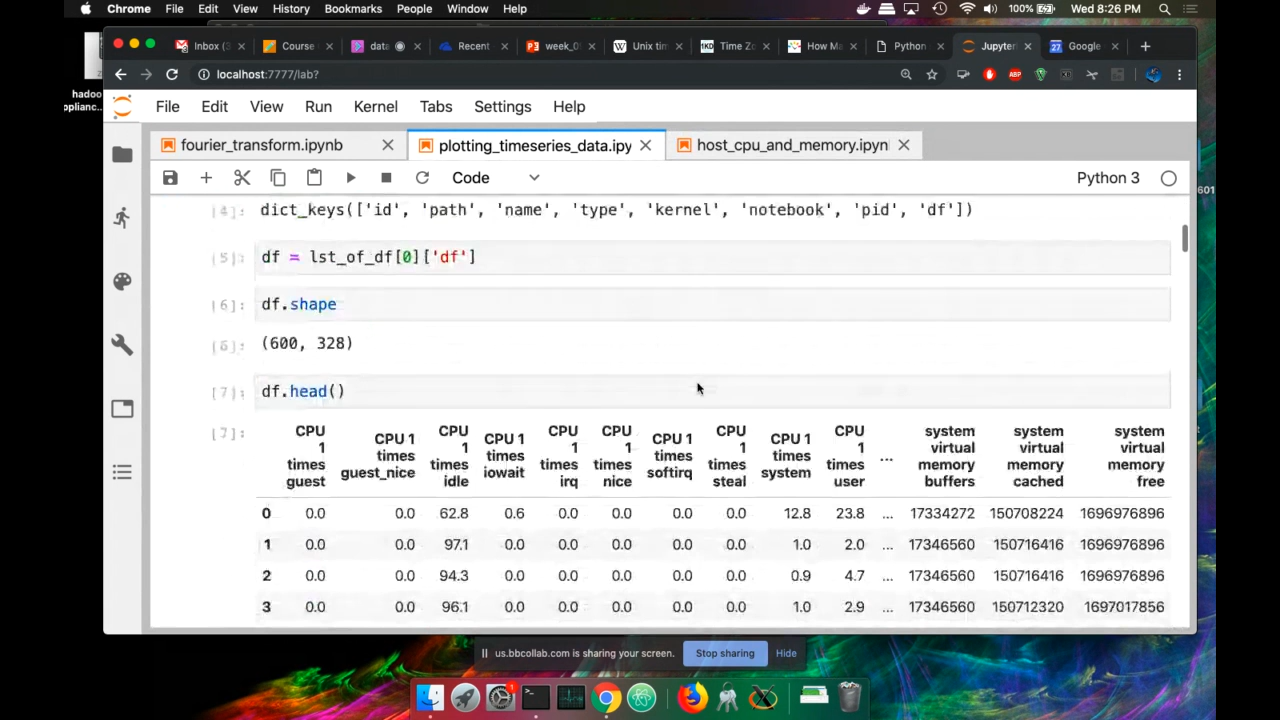 Chrome File Edit View History Bookmarks People Window Help 100% Wed 8:26 PM
hadoo
pplianc...
Inbox (3 Course data Recent week_0 Unix tim Time Zo How Ma Python Jupyter Google
localhost:7777/lab?
ABP
File Edit View Run Kernel Tabs Settings Help
fourier_transform.ipynb plotting_timeseries_data.ipy host_cpu_and_memory.ipyn
Code Python 3
601
[4]: dict_keys(['id', 'path', 'name', 'type', 'kernel', 'notebook', 'pid', 'df'])
[5]: df = lst_of_df[0]['df']
[6]: df.shape
[6]: (600, 328)
[7]: df.head()
[7]:
CPU 1 times guest CPU 1 times guest_nice CPU 1 times idle CPU 1 times iowait CPU 1 times irq CPU 1 times nice CPU 1 times softirq CPU 1 times steal CPU 1 times system CPU 1 times user ... system virtual memory buffers system virtual memory cached system virtual memory free
0 0.0 0.0 62.8 0.6 0.0 0.0 0.0 0.0 12.8 23.8 ... 17334272 150708224 1696976896
1 0.0 0.0 97.1 0.0 0.0 0.0 0.0 0.0 1.0 2.0 ... 17346560 150716416 1696976896
2 0.0 0.0 94.3 0.0 0.0 0.0 0.0 0.0 0.9 4.7 ... 17346560 150716416 1696976896
3 0.0 0.0 96.1 0.0 0.0 0.0 0.0 0.0 1.0 2.9 ... 17346560 150712320 1697017856
us.bbcollab.com is sharing your screen. Stop sharing Hide